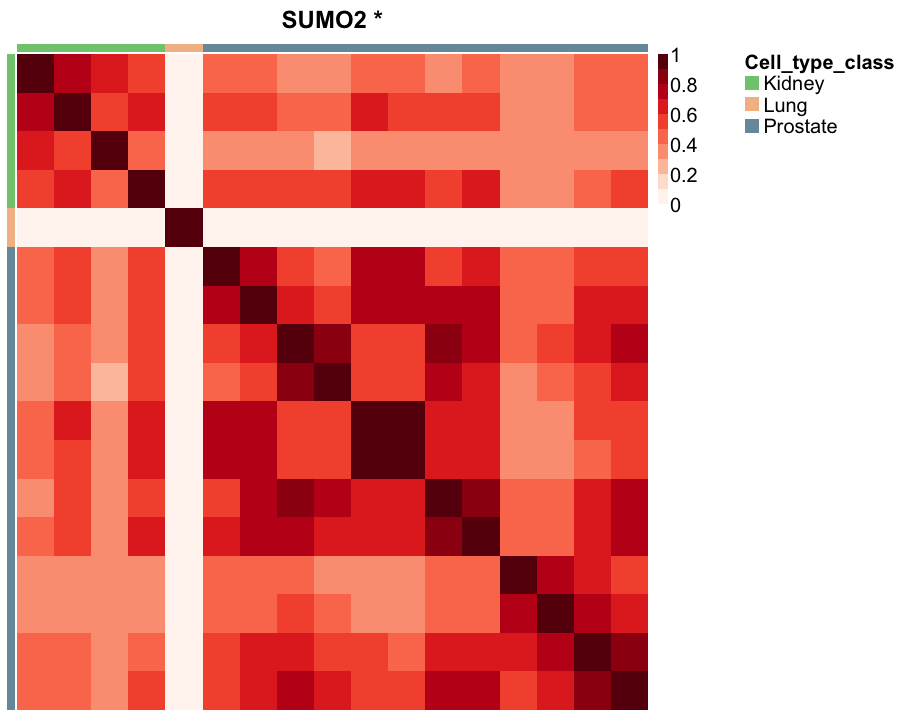 SUMO2 *
1
0.8
0.6
0.4
0.2
0
Cell_type_class
Kidney
Lung
Prostate